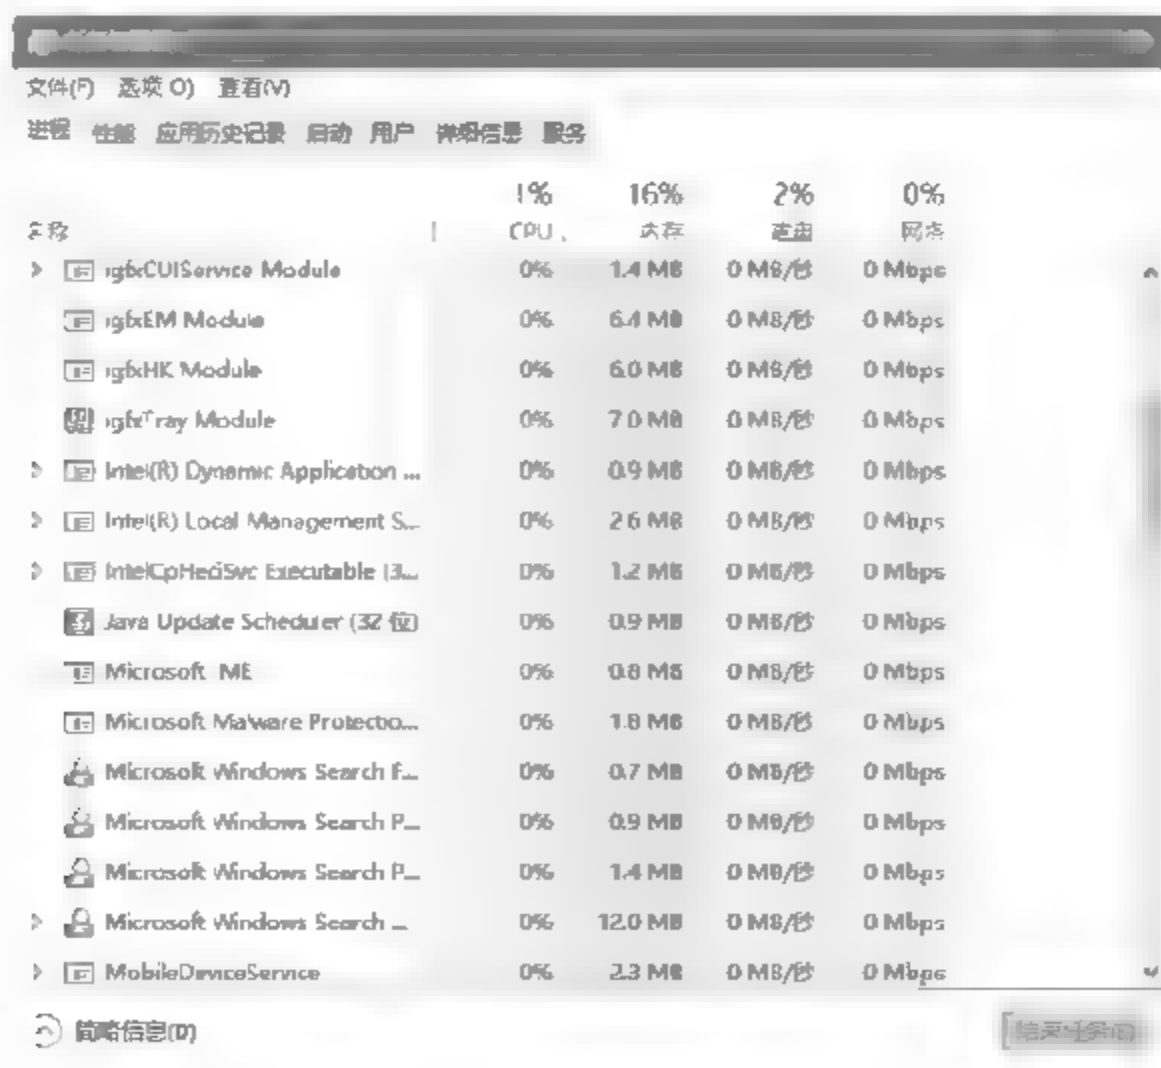 文件(F) 选项(O) 查看(V)
进程 性能 应用历史记录 启动 用户 详细信息 服务
1% 16% 2% 0%
名称 CPU 内存 磁盘 网络
igfxCUIService Module 0% 1.4 MB 0 MB/秒 0 Mbps
igfxEM Module 0% 6.4 MB 0 MB/秒 0 Mbps
igfxHK Module 0% 6.0 MB 0 MB/秒 0 Mbps
igfxTray Module 0% 7.0 MB 0 MB/秒 0 Mbps
Intel(R) Dynamic Application ... 0% 0.9 MB 0 MB/秒 0 Mbps
Intel(R) Local Management S... 0% 2.6 MB 0 MB/秒 0 Mbps
IntelCpHeciSvc Executable (3... 0% 1.2 MB 0 MB/秒 0 Mbps
Java Update Scheduler (32 位) 0% 0.9 MB 0 MB/秒 0 Mbps
Microsoft IME 0% 0.8 MB 0 MB/秒 0 Mbps
Microsoft Malware Protectio... 0% 1.8 MB 0 MB/秒 0 Mbps
Microsoft Windows Search F... 0% 0.7 MB 0 MB/秒 0 Mbps
Microsoft Windows Search P... 0% 0.9 MB 0 MB/秒 0 Mbps
Microsoft Windows Search P... 0% 1.4 MB 0 MB/秒 0 Mbps
Microsoft Windows Search ... 0% 12.0 MB 0 MB/秒 0 Mbps
MobileDeviceService 0% 2.3 MB 0 MB/秒 0 Mbps
简略信息(D) 结束任务(E)